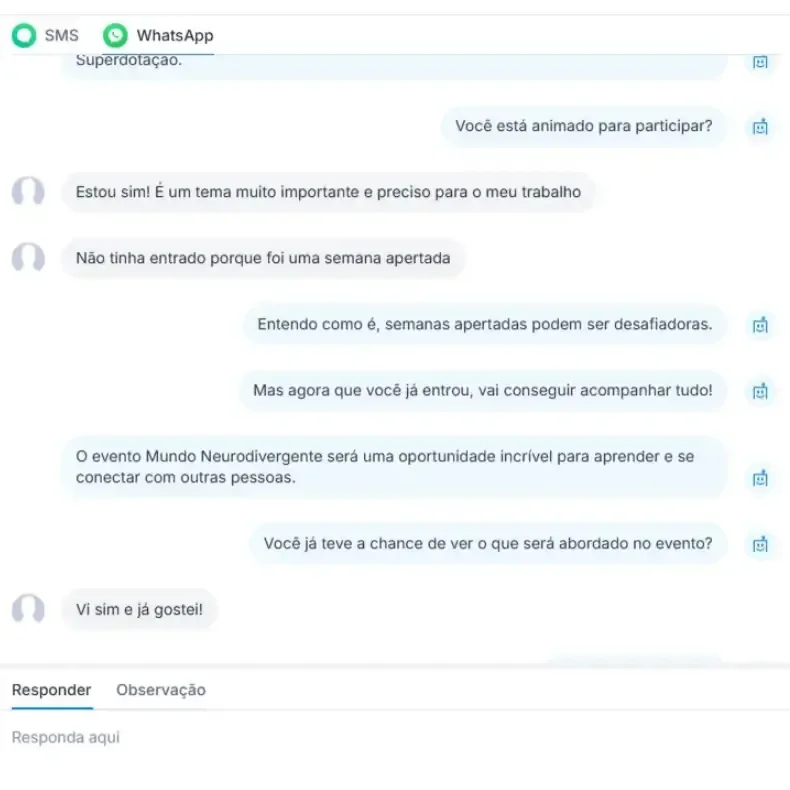 SMS WhatsApp
Superdotação.
Você está animado para participar?
Estou sim! É um tema muito importante e preciso para o meu trabalho
Não tinha entrado porque foi uma semana apertada
Entendo como é, semanas apertadas podem ser desafiadoras.
Mas agora que você já entrou, vai conseguir acompanhar tudo!
O evento Mundo Neurodivergente será uma oportunidade incrível para aprender e se
conectar com outras pessoas.
Você já teve a chance de ver o que será abordado no evento?
Vi sim e já gostei!
Responder Observação
Responda aqui